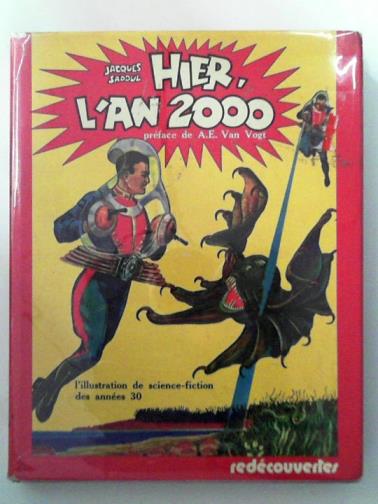 JACQUES
SADOUL
HIER,
L'AN 2000
préface de A.E. Van Vogt
l'illustration de science-fiction
des années 30
redécouvertes